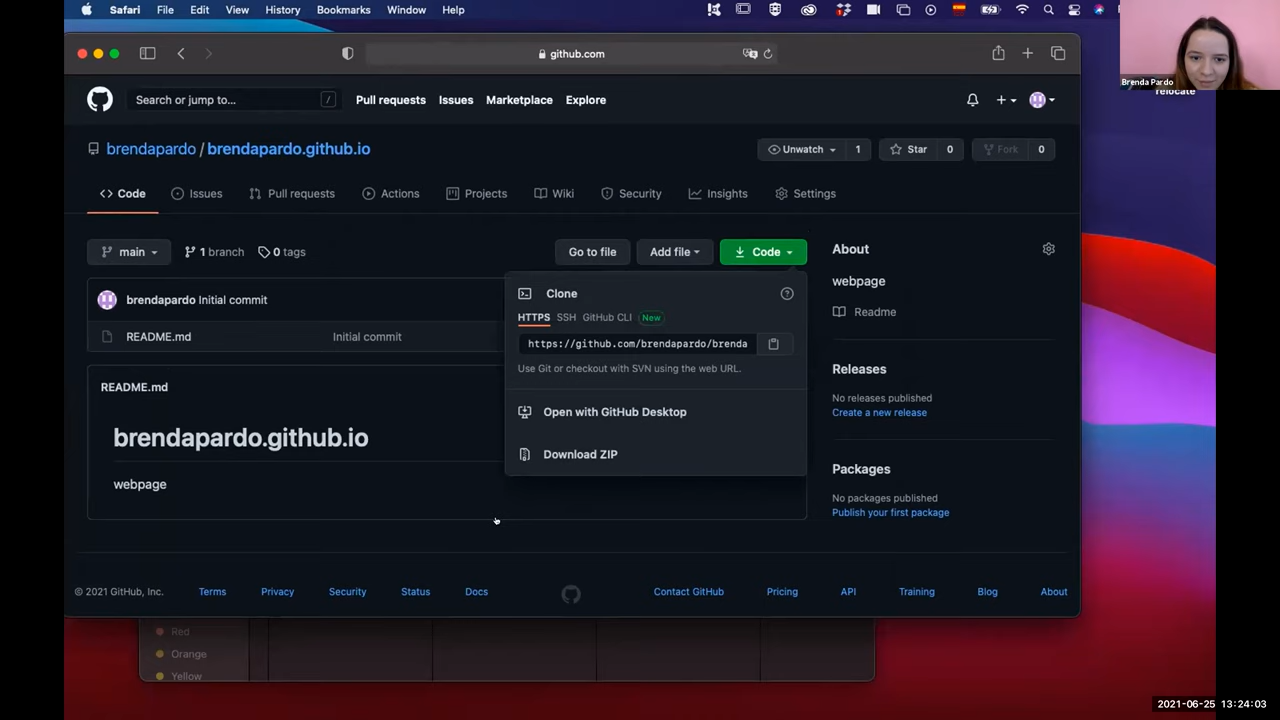 Safari File Edit View History Bookmarks Window Help
Brenda Pardo
relocate
github.com
Search or jump to... / Pull requests Issues Marketplace Explore
brendapardo / brendapardo.github.io Unwatch 1 Star 0 Fork 0
Code Issues Pull requests Actions Projects Wiki Security Insights Settings
main 1 branch 0 tags Go to file Add file Code
brendapardo Initial commit
README.md Initial commit
README.md
brendapardo.github.io
webpage
Clone
HTTPS SSH GitHub CLI New
https://github.com/brendapardo/brenda
Use Git or checkout with SVN using the web URL.
Open with GitHub Desktop
Download ZIP
About
webpage
Readme
Releases
No releases published
Create a new release
Packages
No packages published
Publish your first package
© 2021 GitHub, Inc. Terms Privacy Security Status Docs Contact GitHub Pricing API Training Blog About
Red
Orange
Yellow
2021-06-25 13:24:03